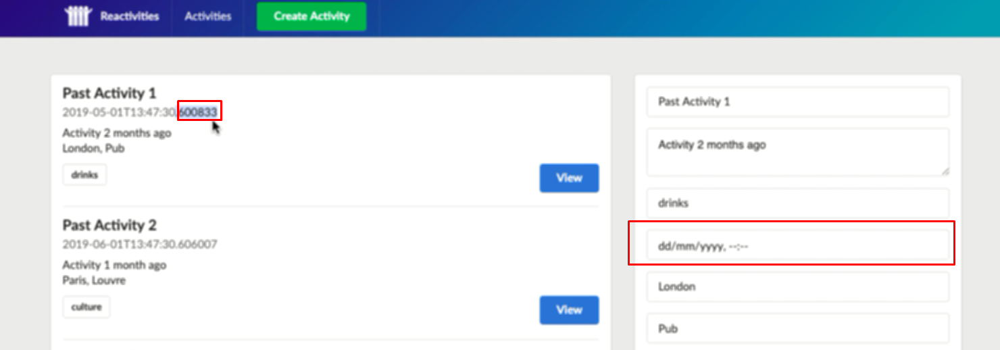 Reactivities Activities Create Activity
Past Activity 1
2019-05-01T13:47:30.600833
Activity 2 months ago
London, Pub
drinks
View
Past Activity 2
2019-06-01T13:47:30.606007
Activity 1 month ago
Paris, Louvre
culture
View
Past Activity 1
Activity 2 months ago
drinks
dd/mm/yyyy, --:--
London
Pub